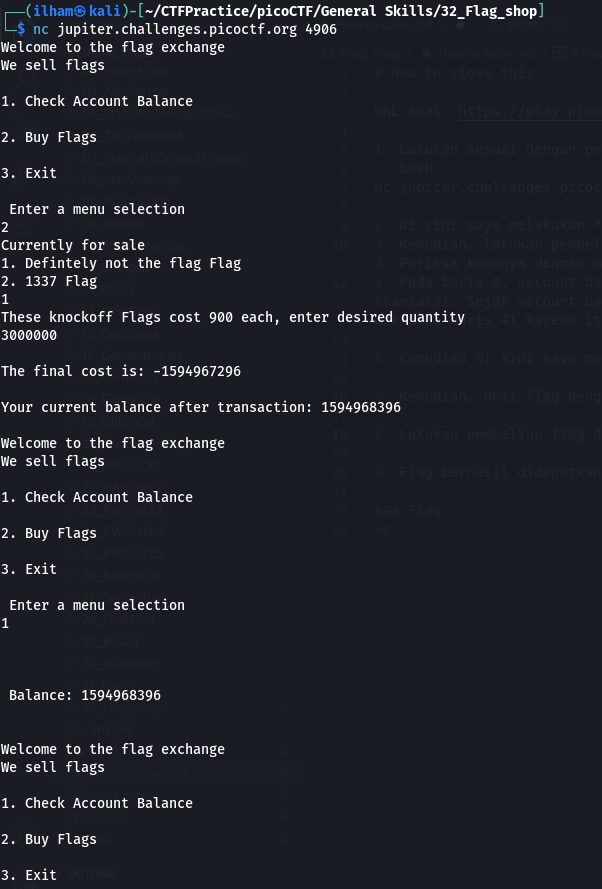 ┌──(ilham㉿kali)-[~/CTFPractice/picoCTF/General Skills/32_Flag_shop]
└─$ nc jupiter.challenges.picoctf.org 4906
Welcome to the flag exchange
We sell flags
1. Check Account Balance
2. Buy Flags
3. Exit
Enter a menu selection
2
Currently for sale
1. Defintely not the flag Flag
2. 1337 Flag
1
These knockoff Flags cost 900 each, enter desired quantity
3000000
The final cost is: -1594967296
Your current balance after transaction: 1594968396
Welcome to the flag exchange
We sell flags
1. Check Account Balance
2. Buy Flags
3. Exit
Enter a menu selection
1
Balance: 1594968396
Welcome to the flag exchange
We sell flags
1. Check Account Balance
2. Buy Flags
3. Exit